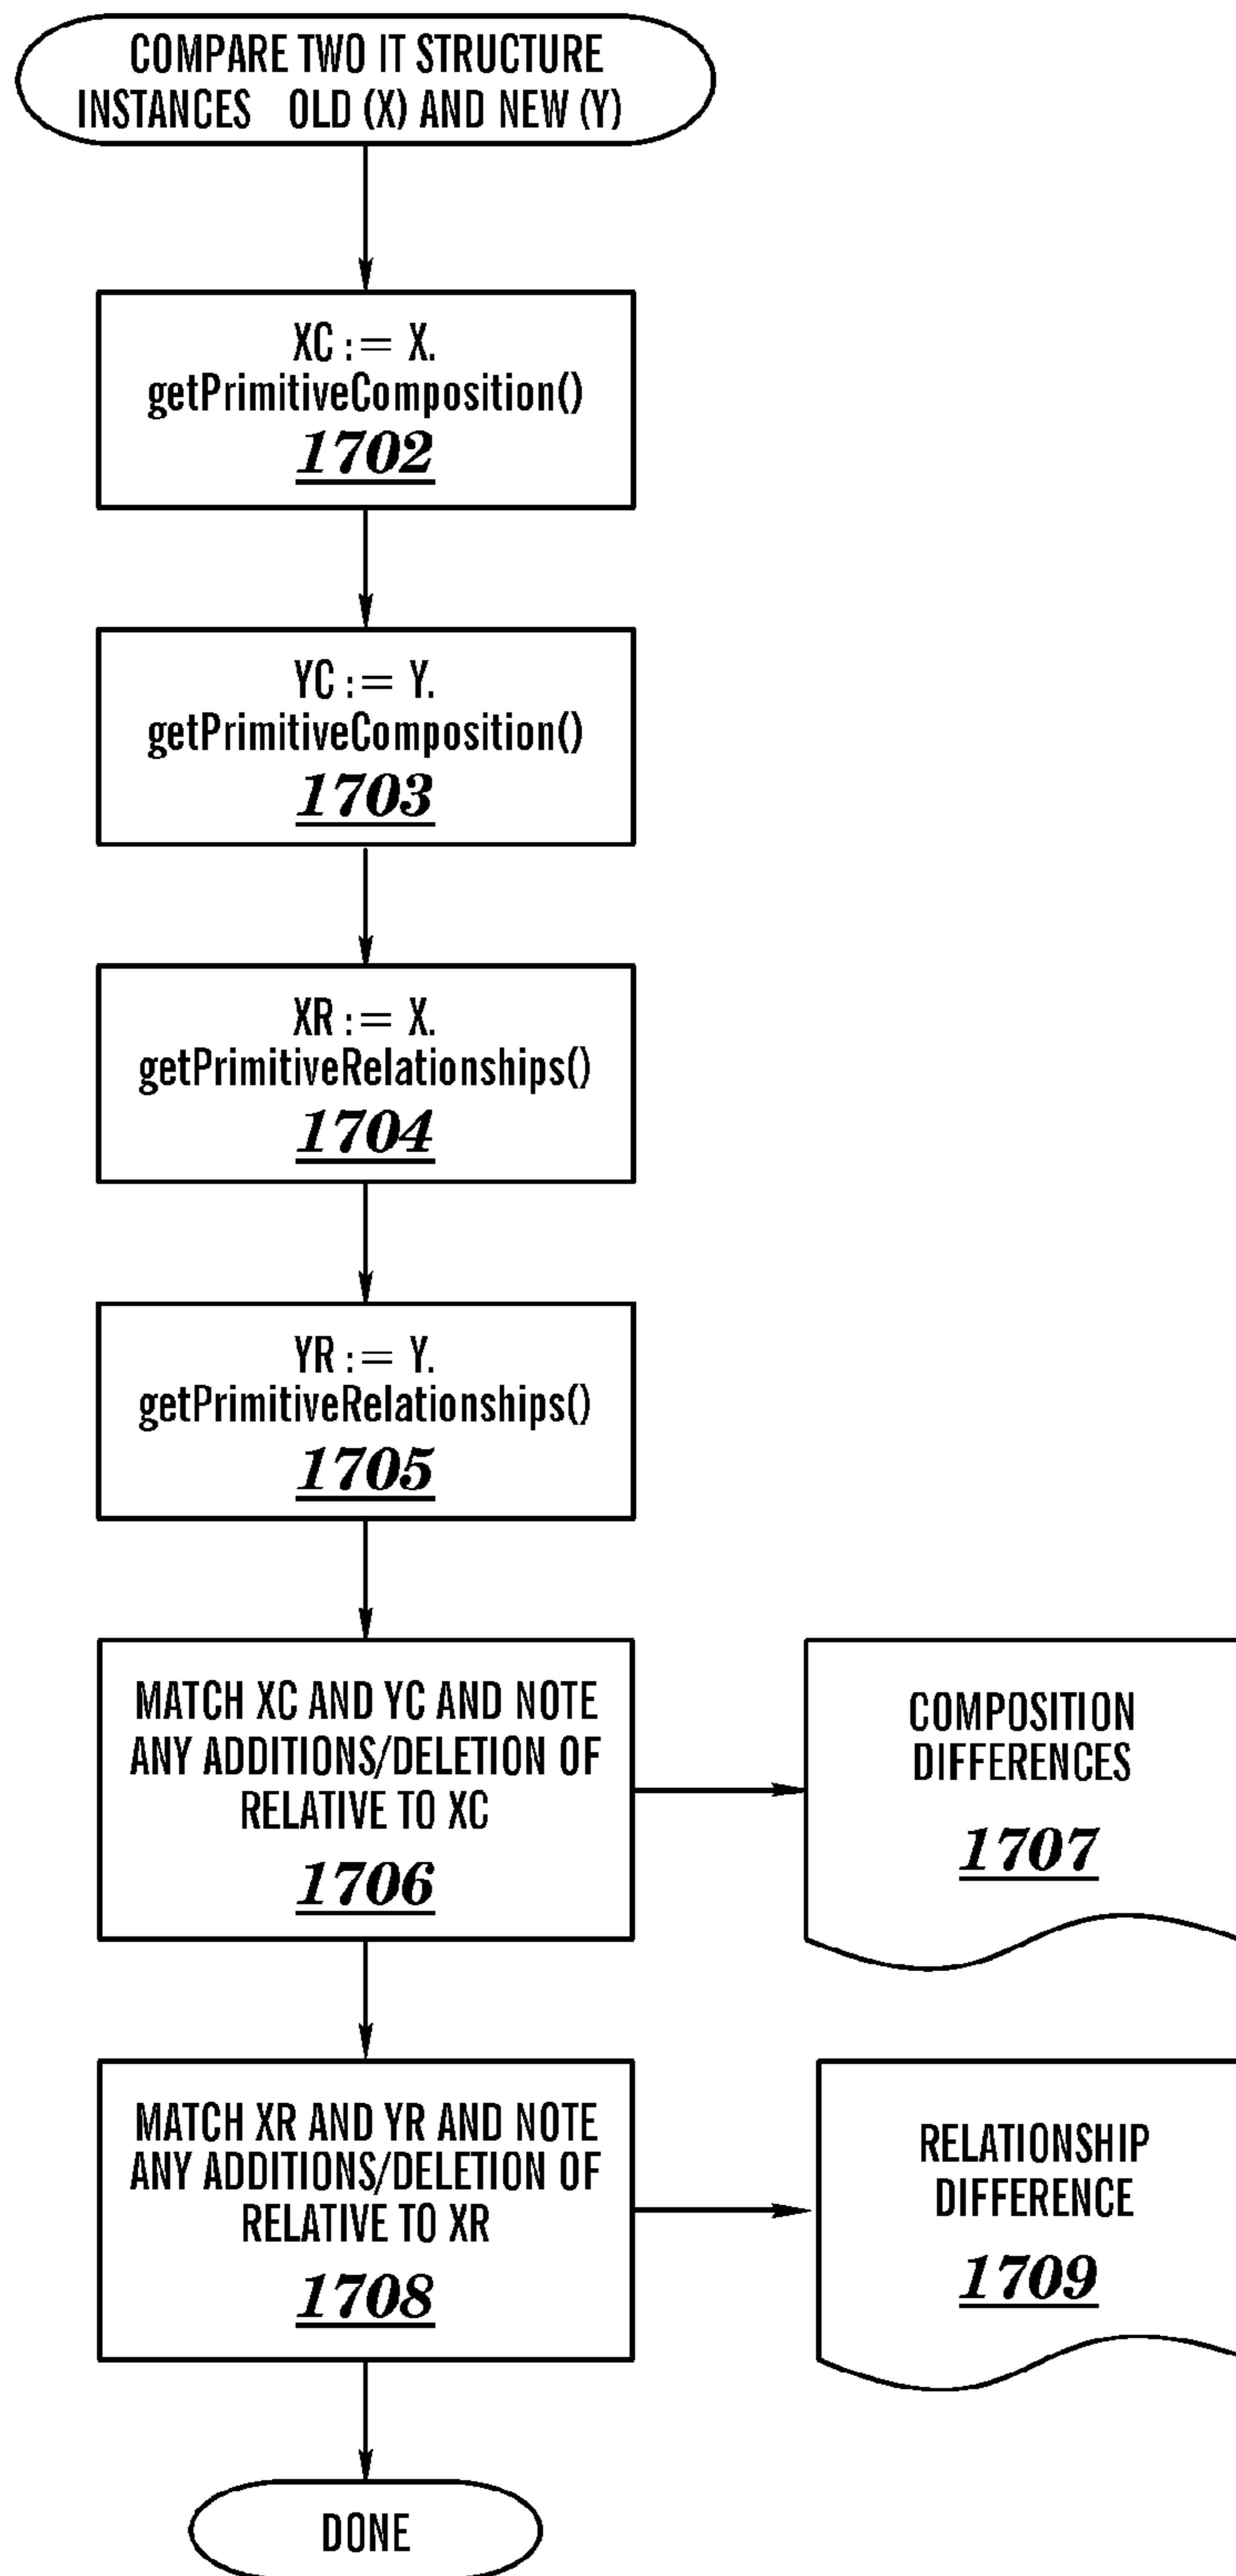 COMPARE TWO IT STRUCTURE
INSTANCES OLD (X) AND NEW (Y)
XC := X.
getPrimitiveComposition()
1702
YC := Y.
getPrimitiveComposition()
1703
XR := X.
getPrimitiveRelationships()
1704
YR := Y.
getPrimitiveRelationships()
1705
MATCH XC AND YC AND NOTE
ANY ADDITIONS/DELETION OF
RELATIVE TO XC
1706
COMPOSITION
DIFFERENCES
1707
MATCH XR AND YR AND NOTE
ANY ADDITIONS/DELETION OF
RELATIVE TO XR
1708
RELATIONSHIP
DIFFERENCE
1709
DONE